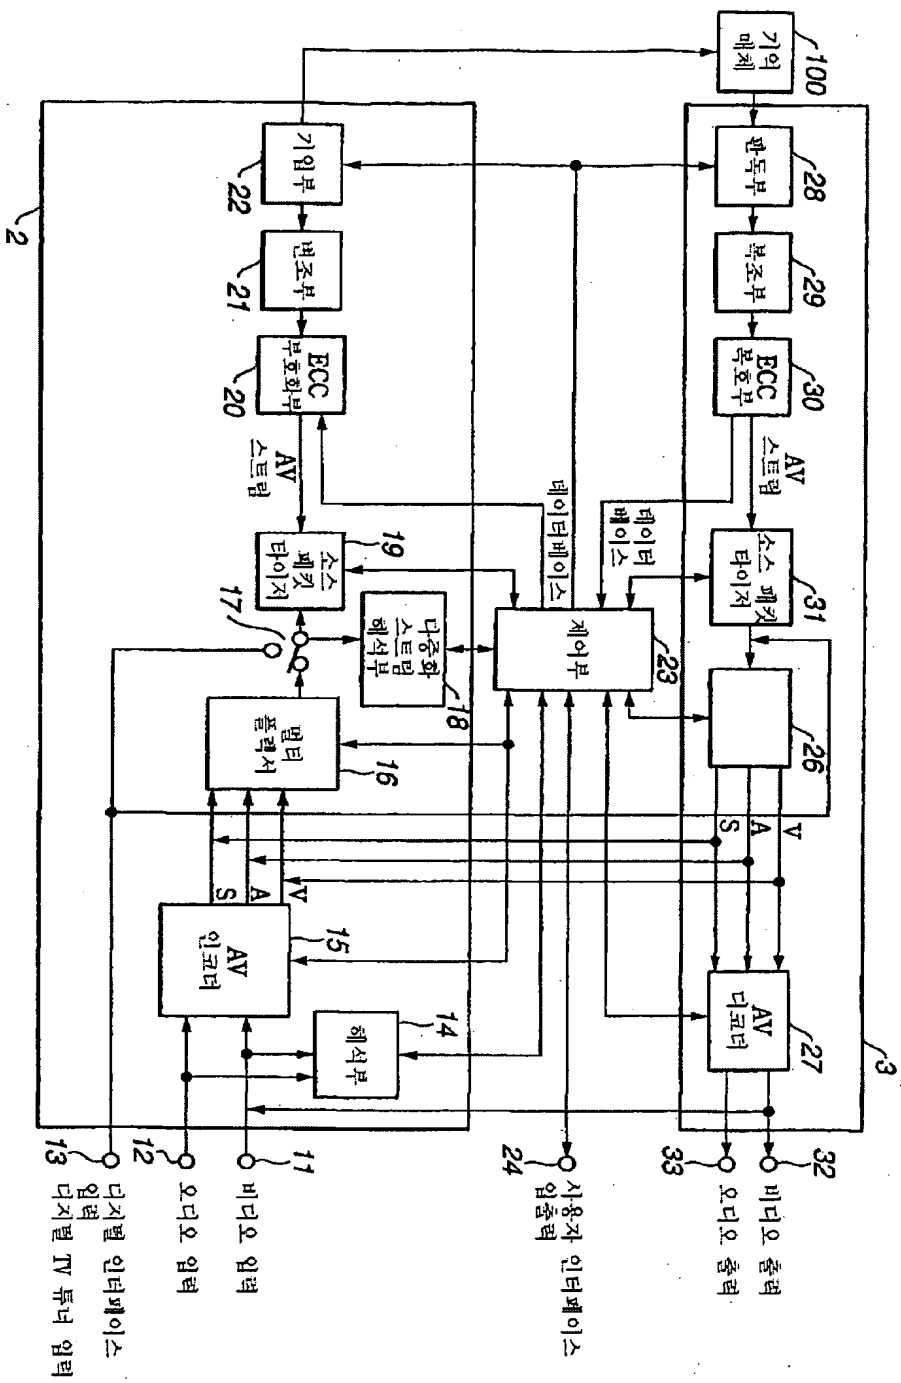 100
기억
매체
28
판독부
29
복조부
30
ECC
복호부
AV
스트림
31
소스 패킷
타이저
26
V
A
S
27
AV
디코더
3
32
비디오 출력
33
오디오 출력
데이터
베이스
데이터베이스
23
제어부
24
사용자 인터페이스
입출력
2
22
기입부
21
변조부
20
ECC
부호화부
AV
스트림
19
소스
패킷
타이저
17
18
다중화
스트림
해석부
16
멀티
플렉서
V
A
S
15
AV
인코더
14
해석부
11
비디오 입력
12
오디오 입력
13
디지털 인터페이스
입력
디지털 TV 튜너 입력